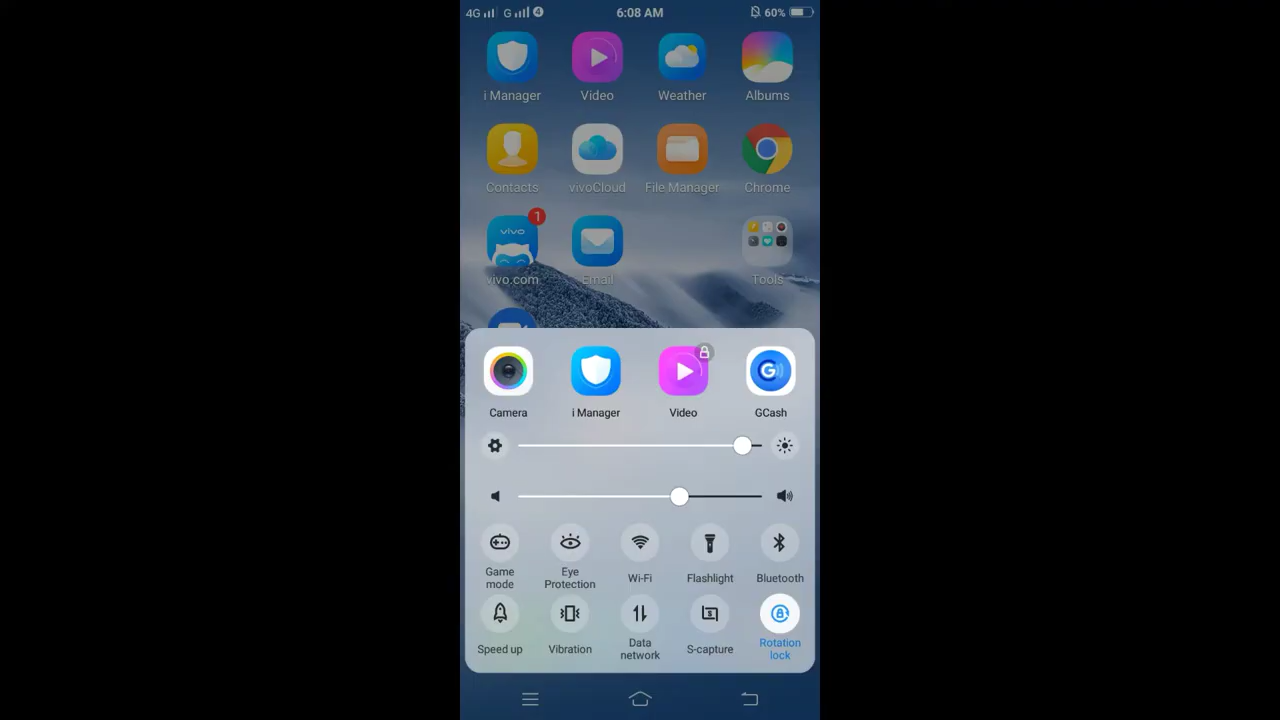 4G G 4 6:08 AM 60%
i Manager Video Weather Albums
Contacts vivoCloud File Manager Chrome
1
vivo
vivo.com Email Tools
Camera i Manager Video GCash
Game mode Eye Protection Wi-Fi Flashlight Bluetooth
Speed up Vibration Data network S-capture Rotation lock